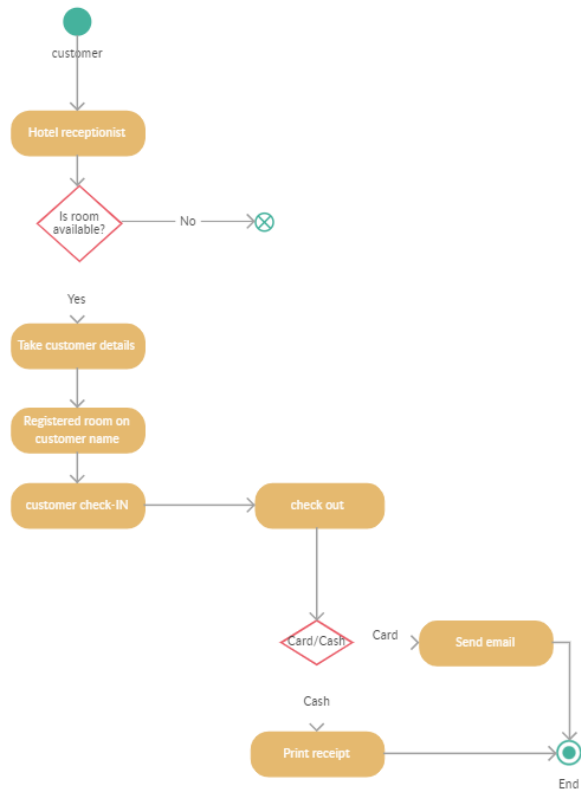 customer
Hotel receptionist
Is room
available?
No
Yes
Take customer details
Registered room on
customer name
customer check-IN
check out
Card/Cash
Card
Send email
Cash
Print receipt
End